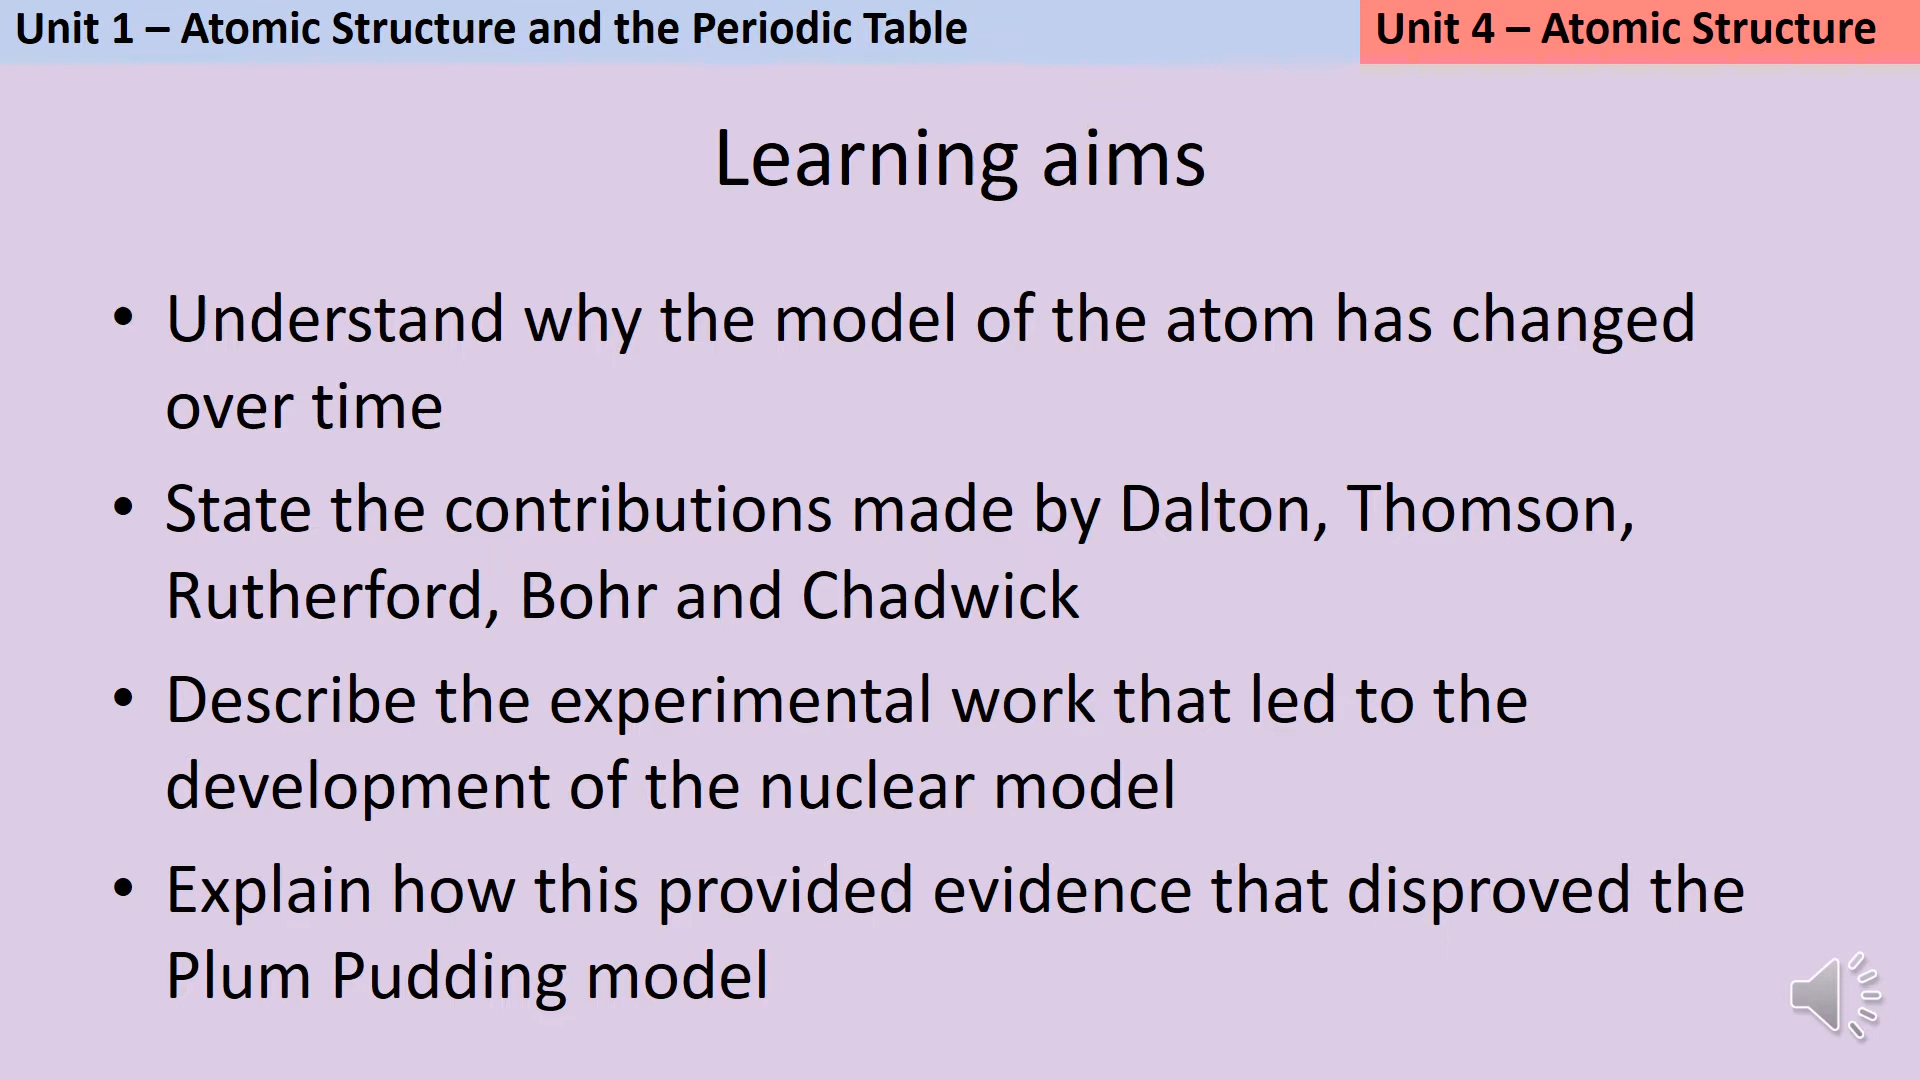 Unit 1 – Atomic Structure and the Periodic Table
Unit 4 – Atomic Structure
Learning aims
• Understand why the model of the atom has changed
over time
• State the contributions made by Dalton, Thomson,
Rutherford, Bohr and Chadwick
• Describe the experimental work that led to the
development of the nuclear model
• Explain how this provided evidence that disproved the
Plum Pudding model